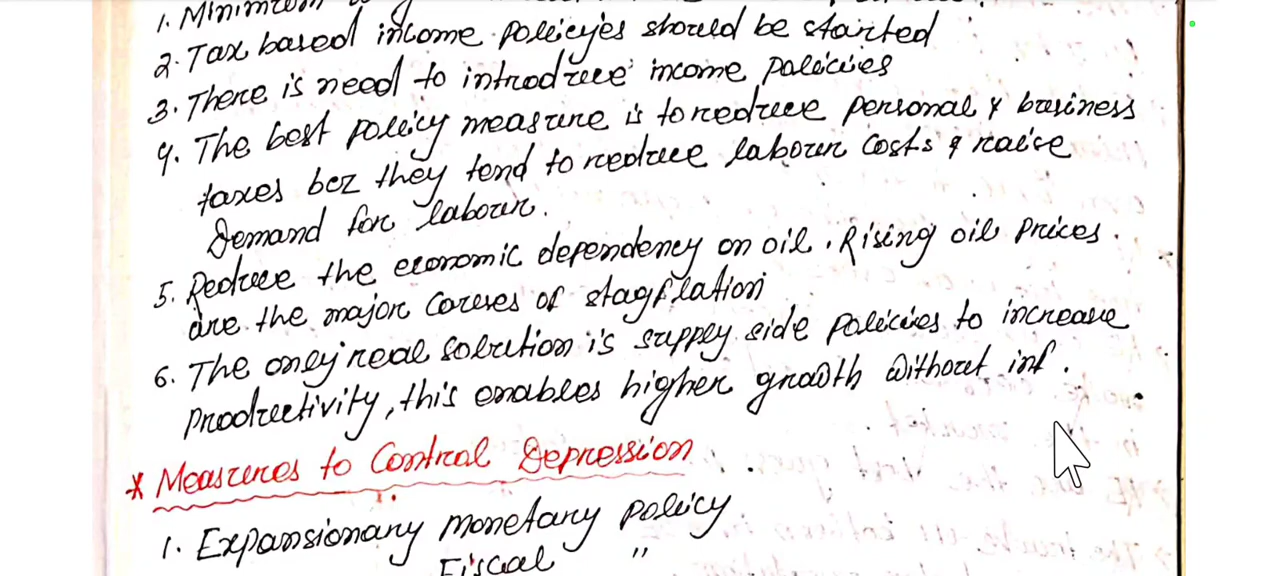 1. Minimum
2. Tax based income policies should be started
3. There is need to introduce income policies
4. The best policy measure is to reduce personal & business
taxes bcz they tend to reduce labour costs & raise
Demand for labour.
5. Reduce the economic dependency on oil. Rising oil prices.
are the major causes of stagflation
6. The only real solution is supply side policies to increase
productivity, this enables higher growth without inf.
* Measures to Control Depression
1. Expansionary monetary policy
Fiscal "